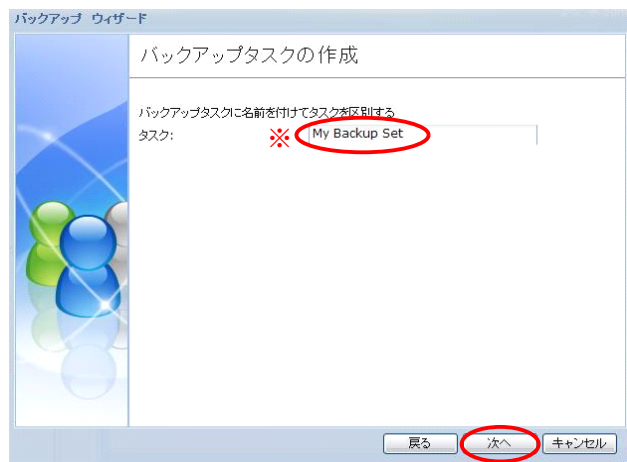 バックアップ ウィザード
バックアップタスクの作成
バックアップタスクに名前を付けてタスクを区別する
タスク: ※ My Backup Set
戻る 次へ キャンセル